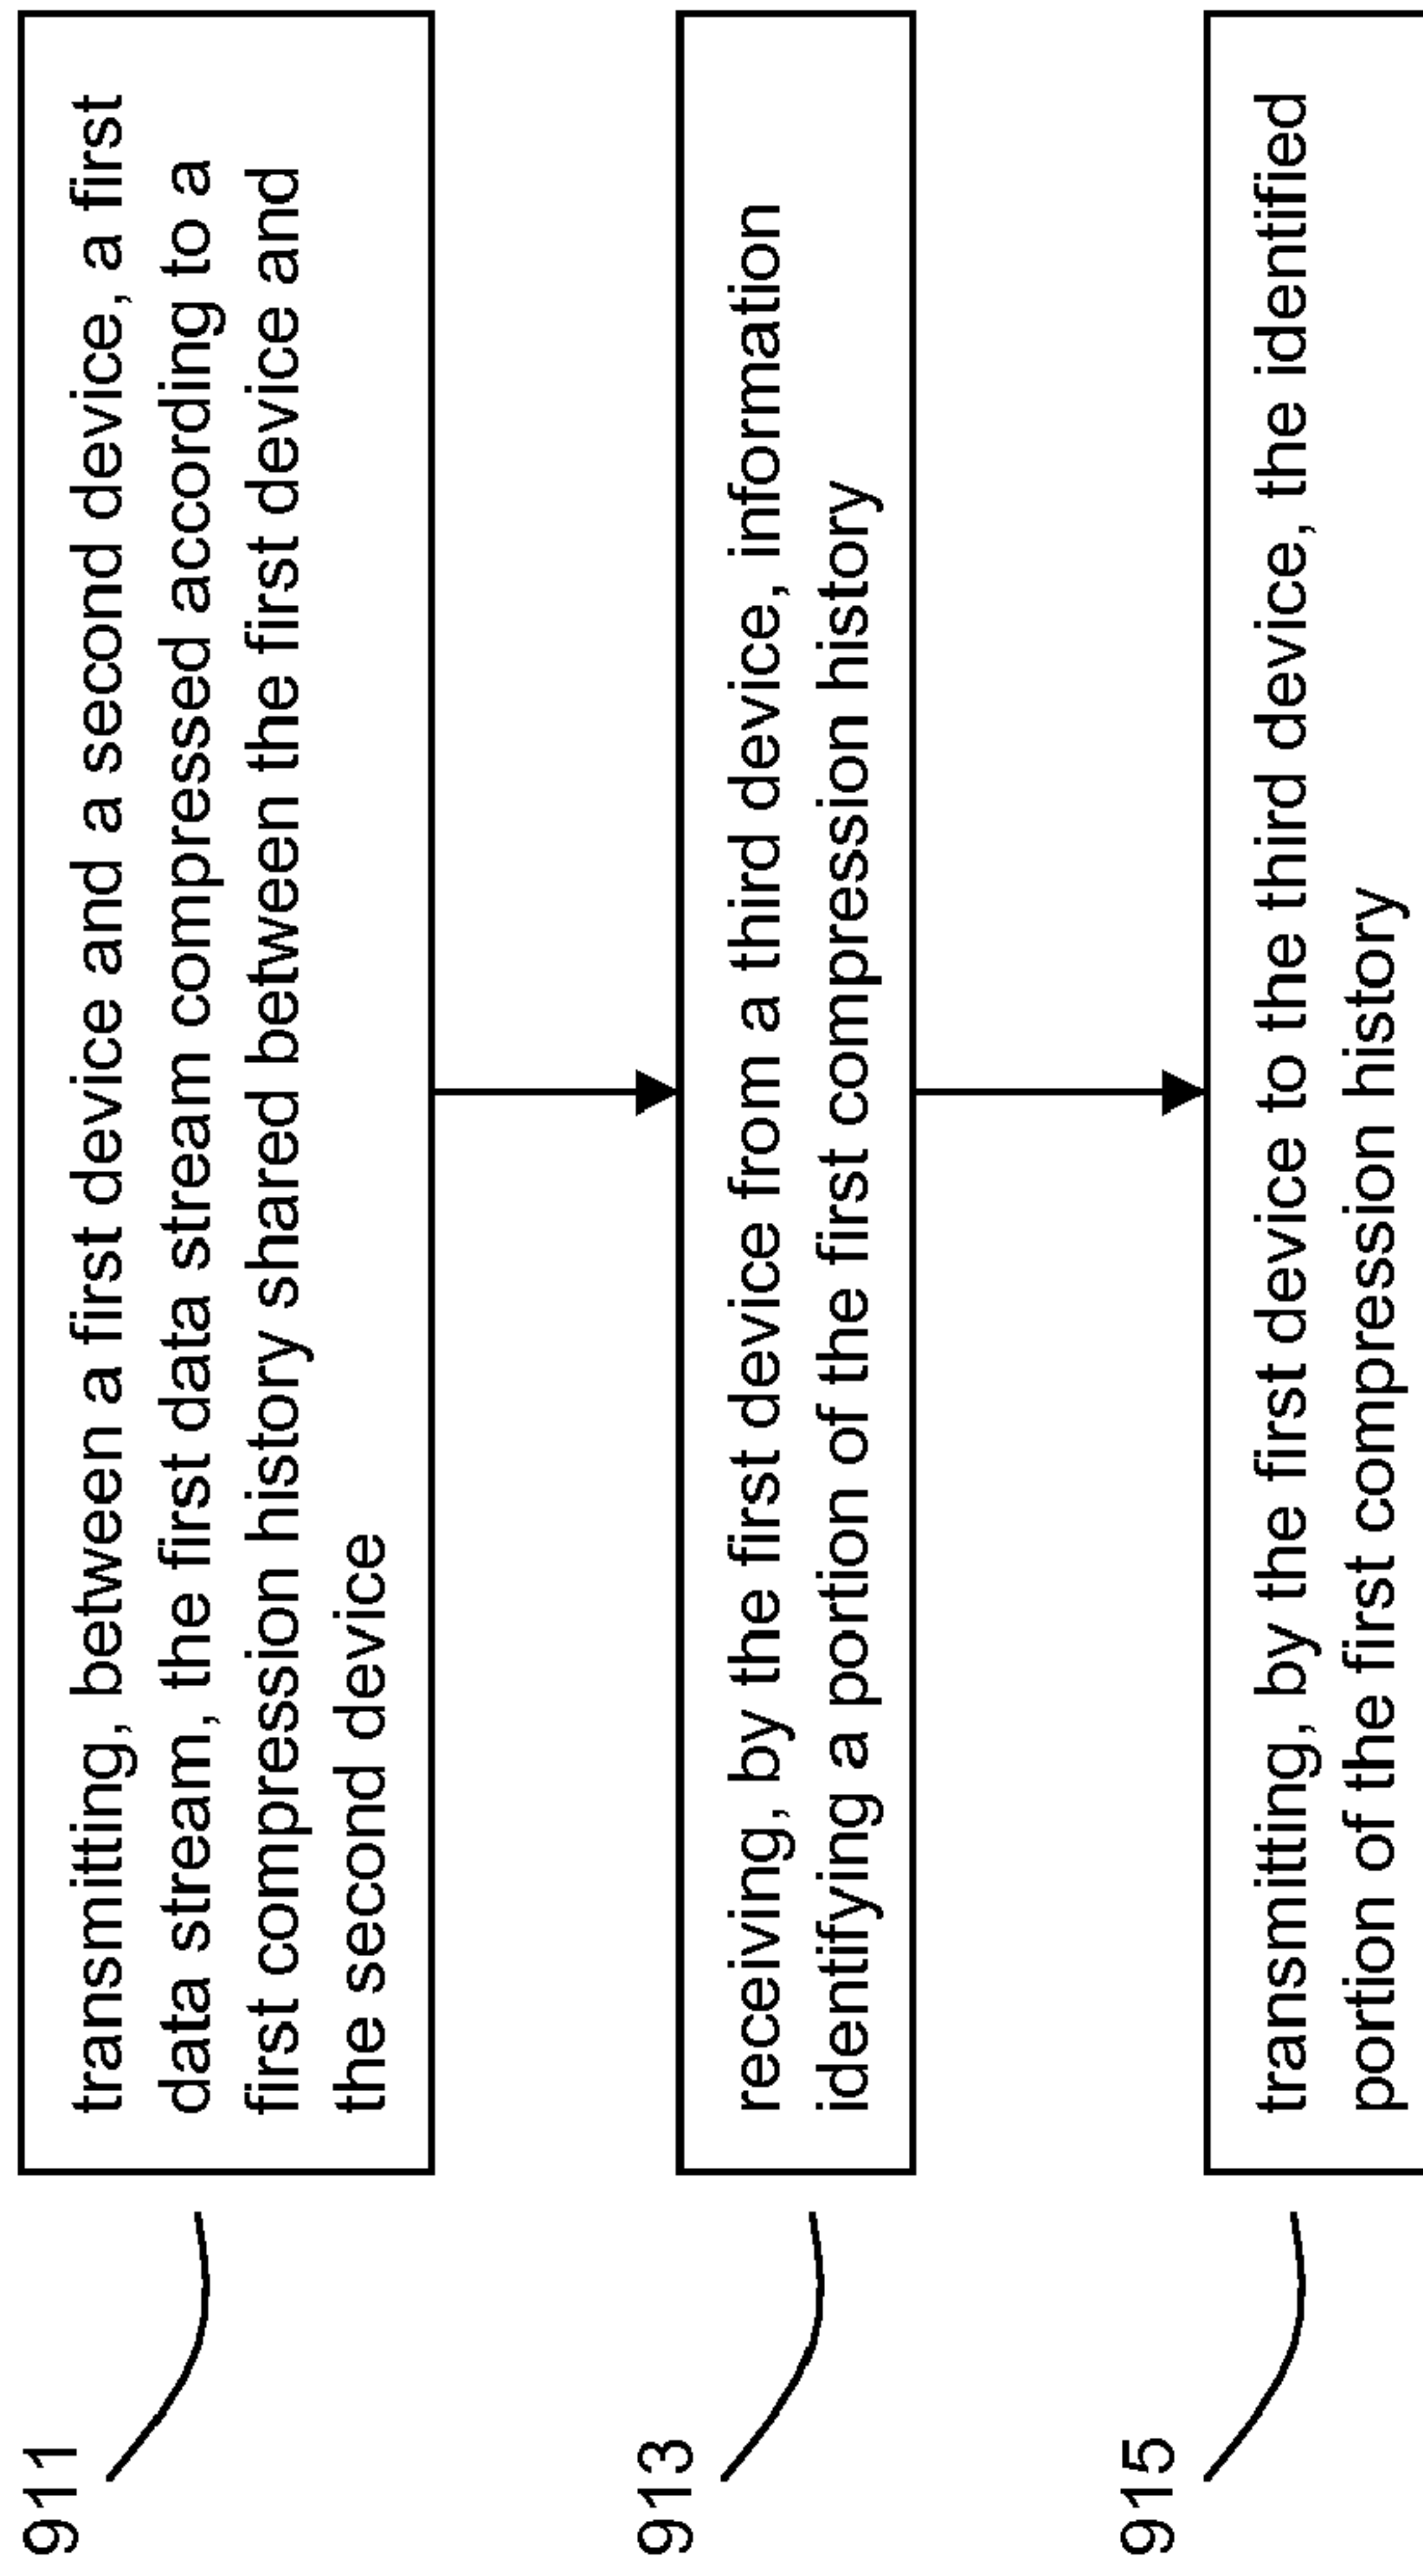 911
transmitting, between a first device and a second device, a first
data stream, the first data stream compressed according to a
first compression history shared between the first device and
the second device
913
receiving, by the first device from a third device, information
identifying a portion of the first compression history
915
transmitting, by the first device to the third device, the identified
portion of the first compression history